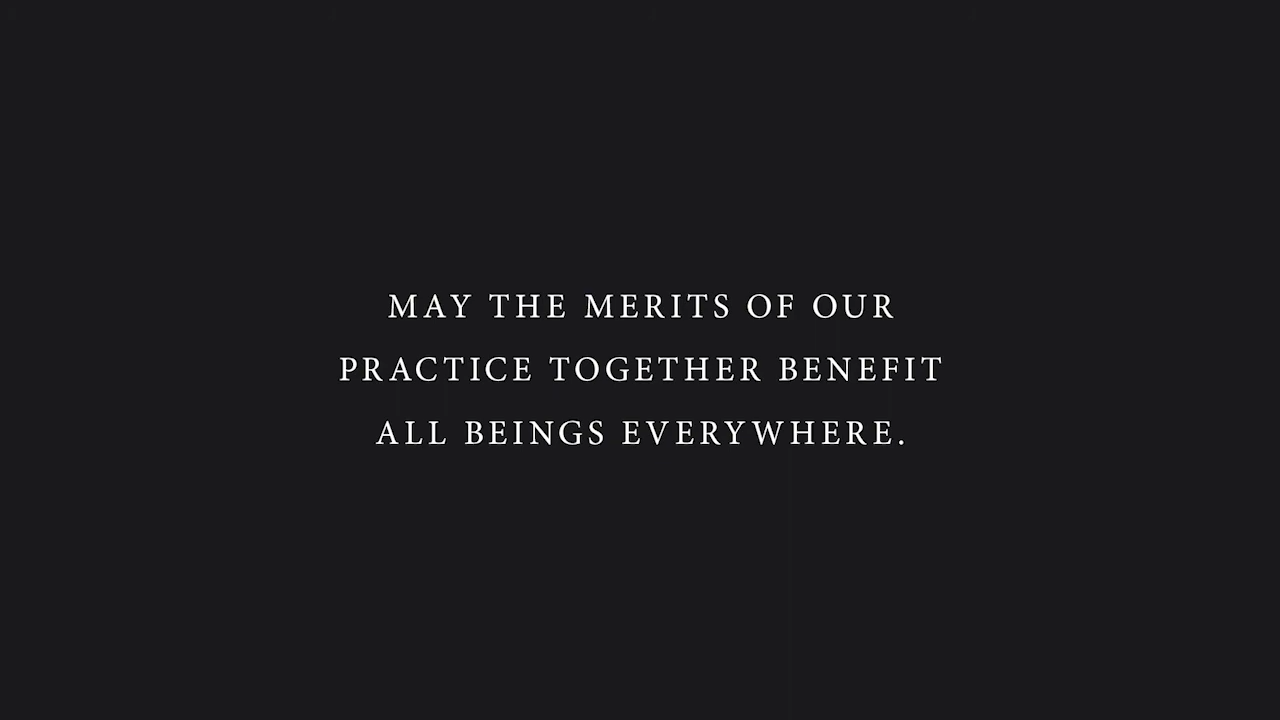 MAY THE MERITS OF OUR
PRACTICE TOGETHER BENEFIT
ALL BEINGS EVERYWHERE.